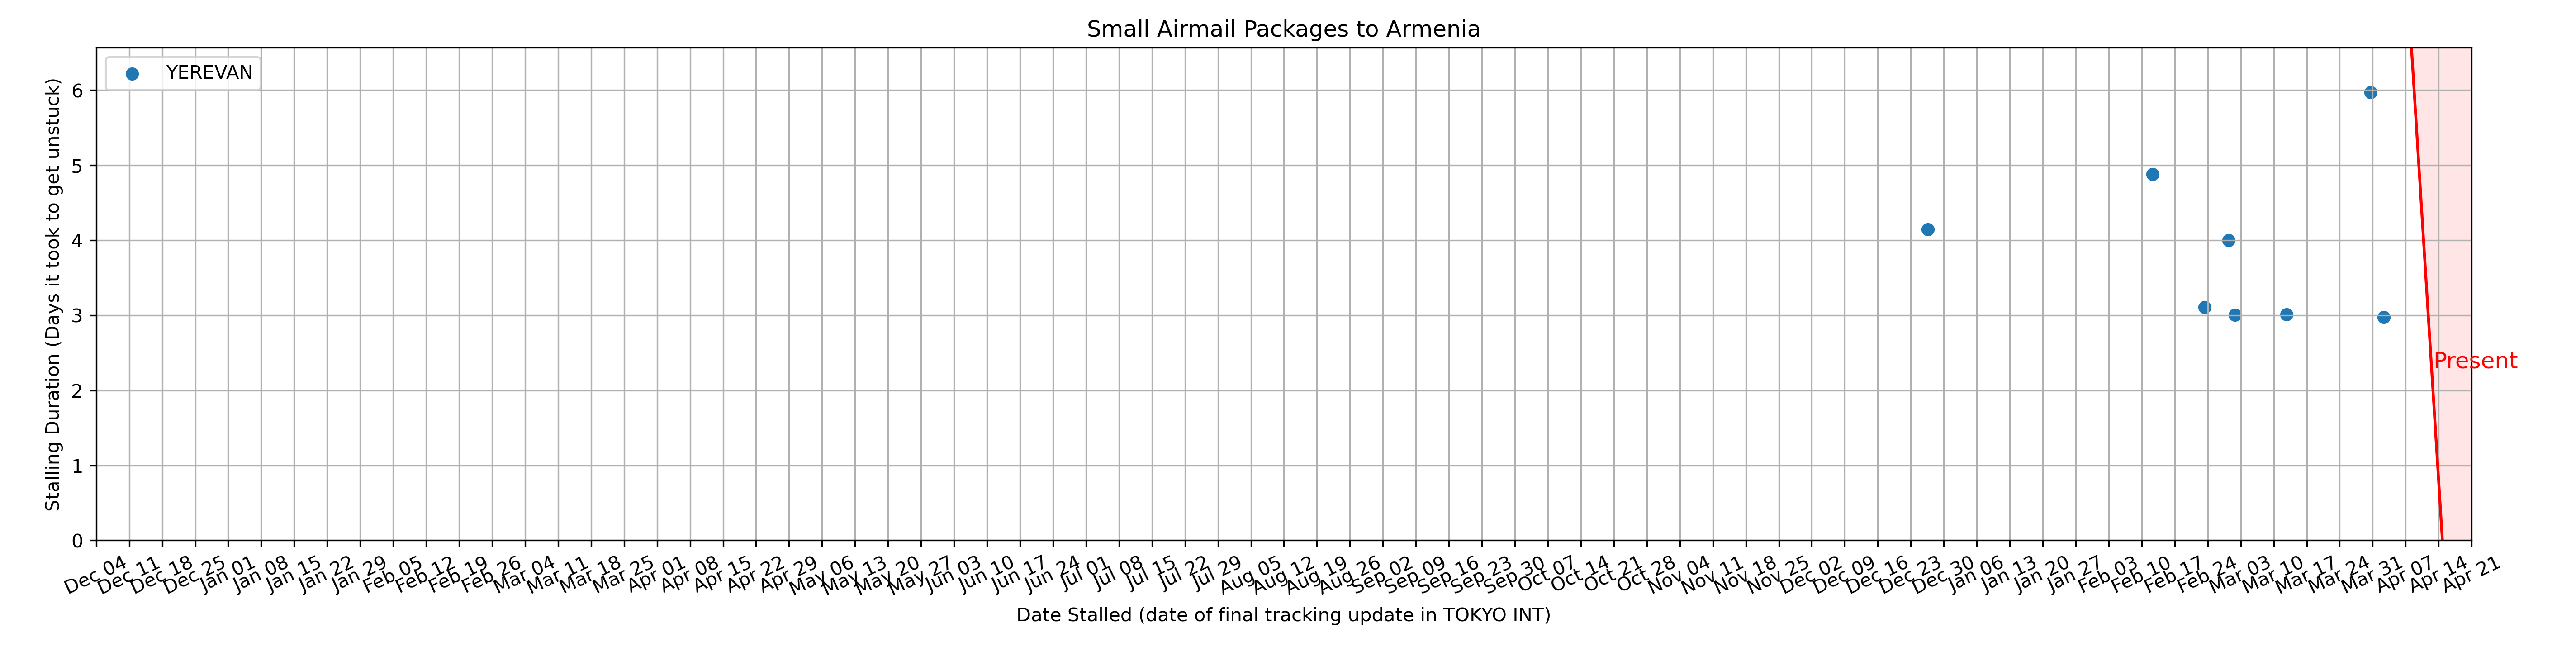 Small Airmail Packages to Armenia
YEREVAN
Stalling Duration (Days it took to get unstuck)
6
5
4
3
2
1
0
Present
Dec 04
Dec 11
Dec 18
Dec 25
Jan 01
Jan 08
Jan 15
Jan 22
Jan 29
Feb 05
Feb 12
Feb 19
Feb 26
Mar 04
Mar 11
Mar 18
Mar 25
Apr 01
Apr 08
Apr 15
Apr 22
Apr 29
May 06
May 13
May 20
May 27
Jun 03
Jun 10
Jun 17
Jun 24
Jul 01
Jul 08
Jul 15
Jul 22
Jul 29
Aug 05
Aug 12
Aug 19
Aug 26
Sep 02
Sep 09
Sep 16
Sep 23
Sep 30
Oct 07
Oct 14
Oct 21
Oct 28
Nov 04
Nov 11
Nov 18
Nov 25
Dec 02
Dec 09
Dec 16
Dec 23
Dec 30
Jan 06
Jan 13
Jan 20
Jan 27
Feb 03
Feb 10
Feb 17
Feb 24
Mar 03
Mar 10
Mar 17
Mar 24
Mar 31
Apr 07
Apr 14
Apr 21
Date Stalled (date of final tracking update in TOKYO INT)